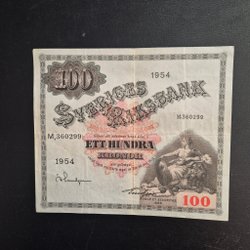 100
1954
SVERIGES
RIKSBANK
M,360299
M,360299
ETT HUNDRA
KRONOR
1954
100